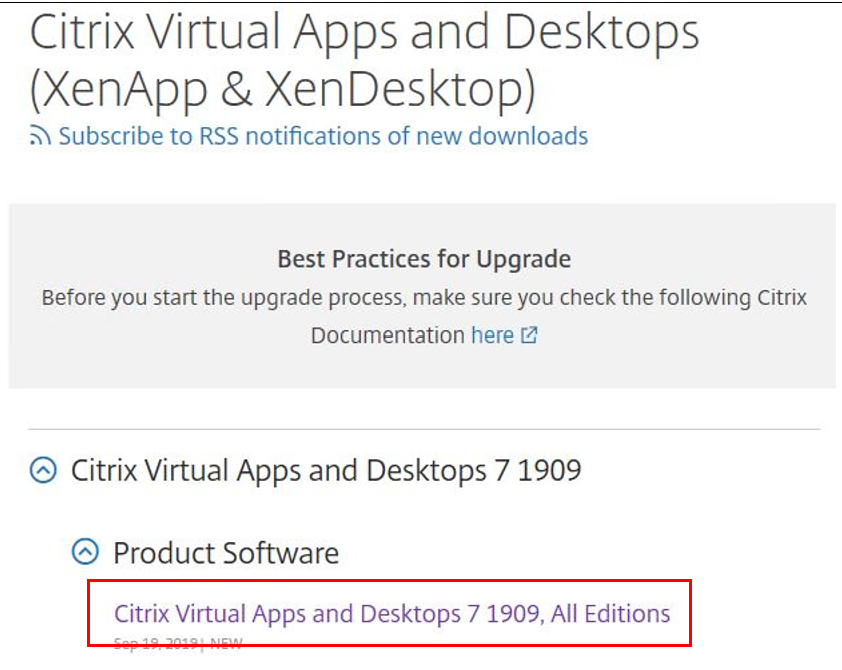 Citrix Virtual Apps and Desktops
(XenApp & XenDesktop)
Subscribe to RSS notifications of new downloads
Best Practices for Upgrade
Before you start the upgrade process, make sure you check the following Citrix
Documentation here
Citrix Virtual Apps and Desktops 7 1909
Product Software
Citrix Virtual Apps and Desktops 7 1909, All Editions
Sep 19, 2019| NEW